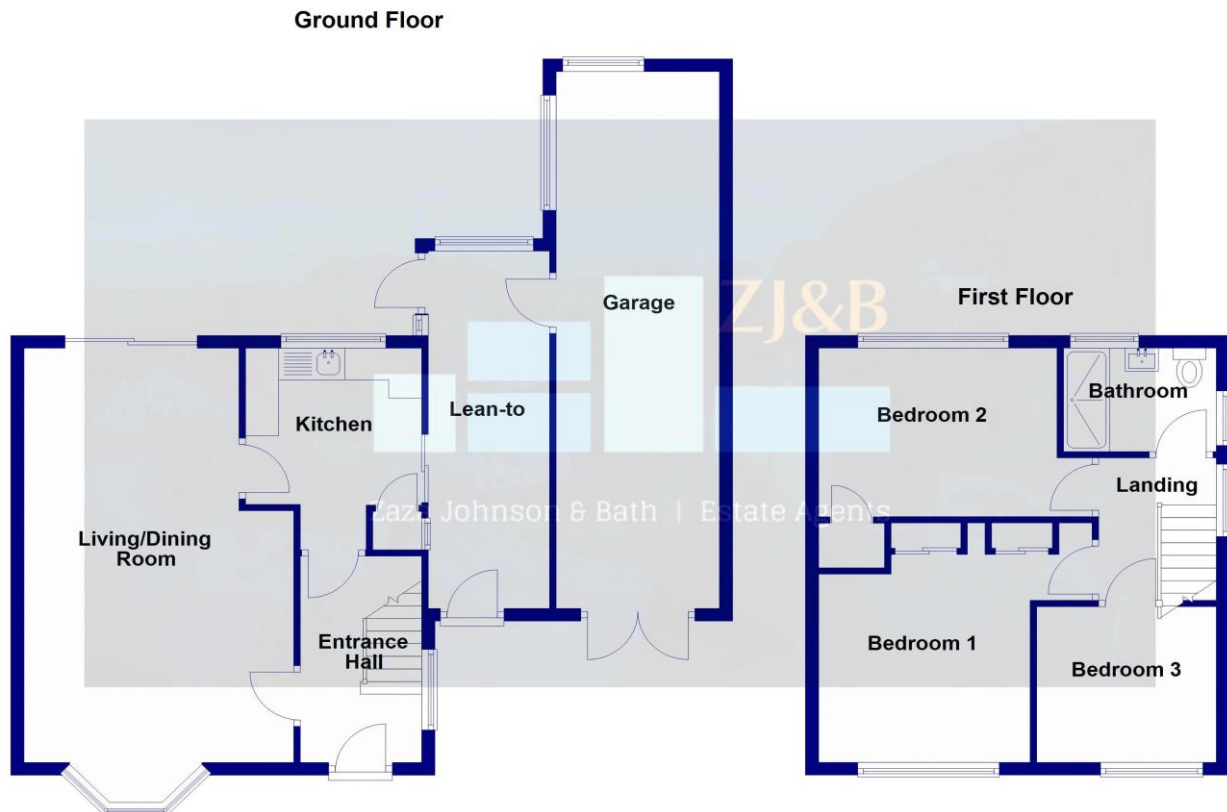 Ground Floor
Garage
ZJ&B
First Floor
Kitchen
Lean-to
Bedroom 2
Bathroom
Landing
Zaza Johnson & Bath | Estate Agents
Living/Dining
Room
Entrance
Hall
Bedroom 1
Bedroom 3